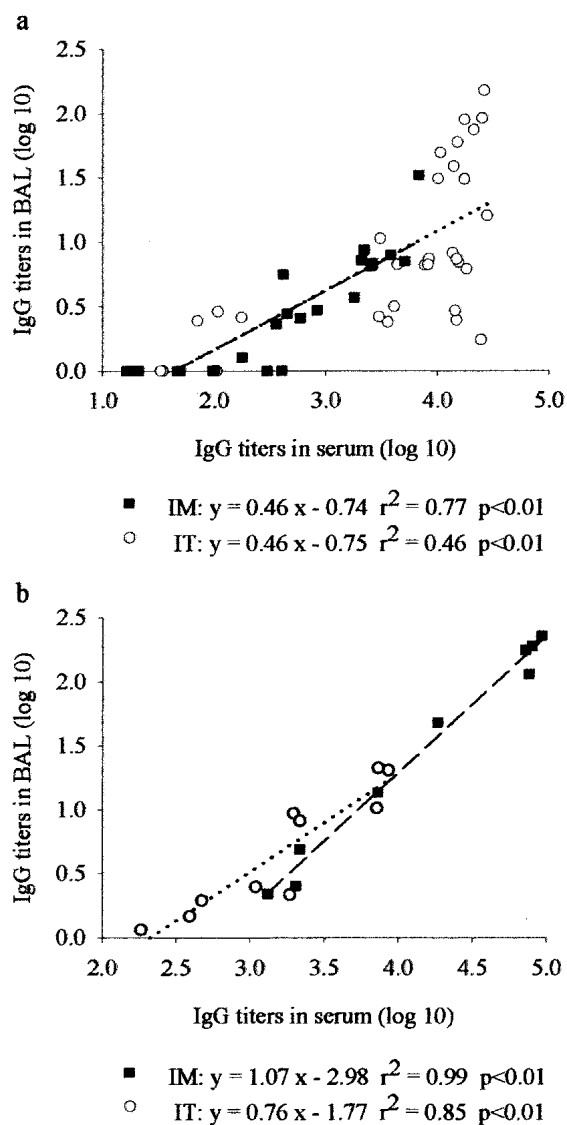 a
2.5
2.0
1.5
1.0
0.5
0.0
IgG titers in BAL (log 10)
1.0 2.0 3.0 4.0 5.0
IgG titers in serum (log 10)
■ IM: y = 0.46 x - 0.74 r² = 0.77 p<0.01
○ IT: y = 0.46 x - 0.75 r² = 0.46 p<0.01
b
2.5
2.0
1.5
1.0
0.5
0.0
IgG titers in BAL (log 10)
2.0 2.5 3.0 3.5 4.0 4.5 5.0
IgG titers in serum (log 10)
■ IM: y = 1.07 x - 2.98 r² = 0.99 p<0.01
○ IT: y = 0.76 x - 1.77 r² = 0.85 p<0.01